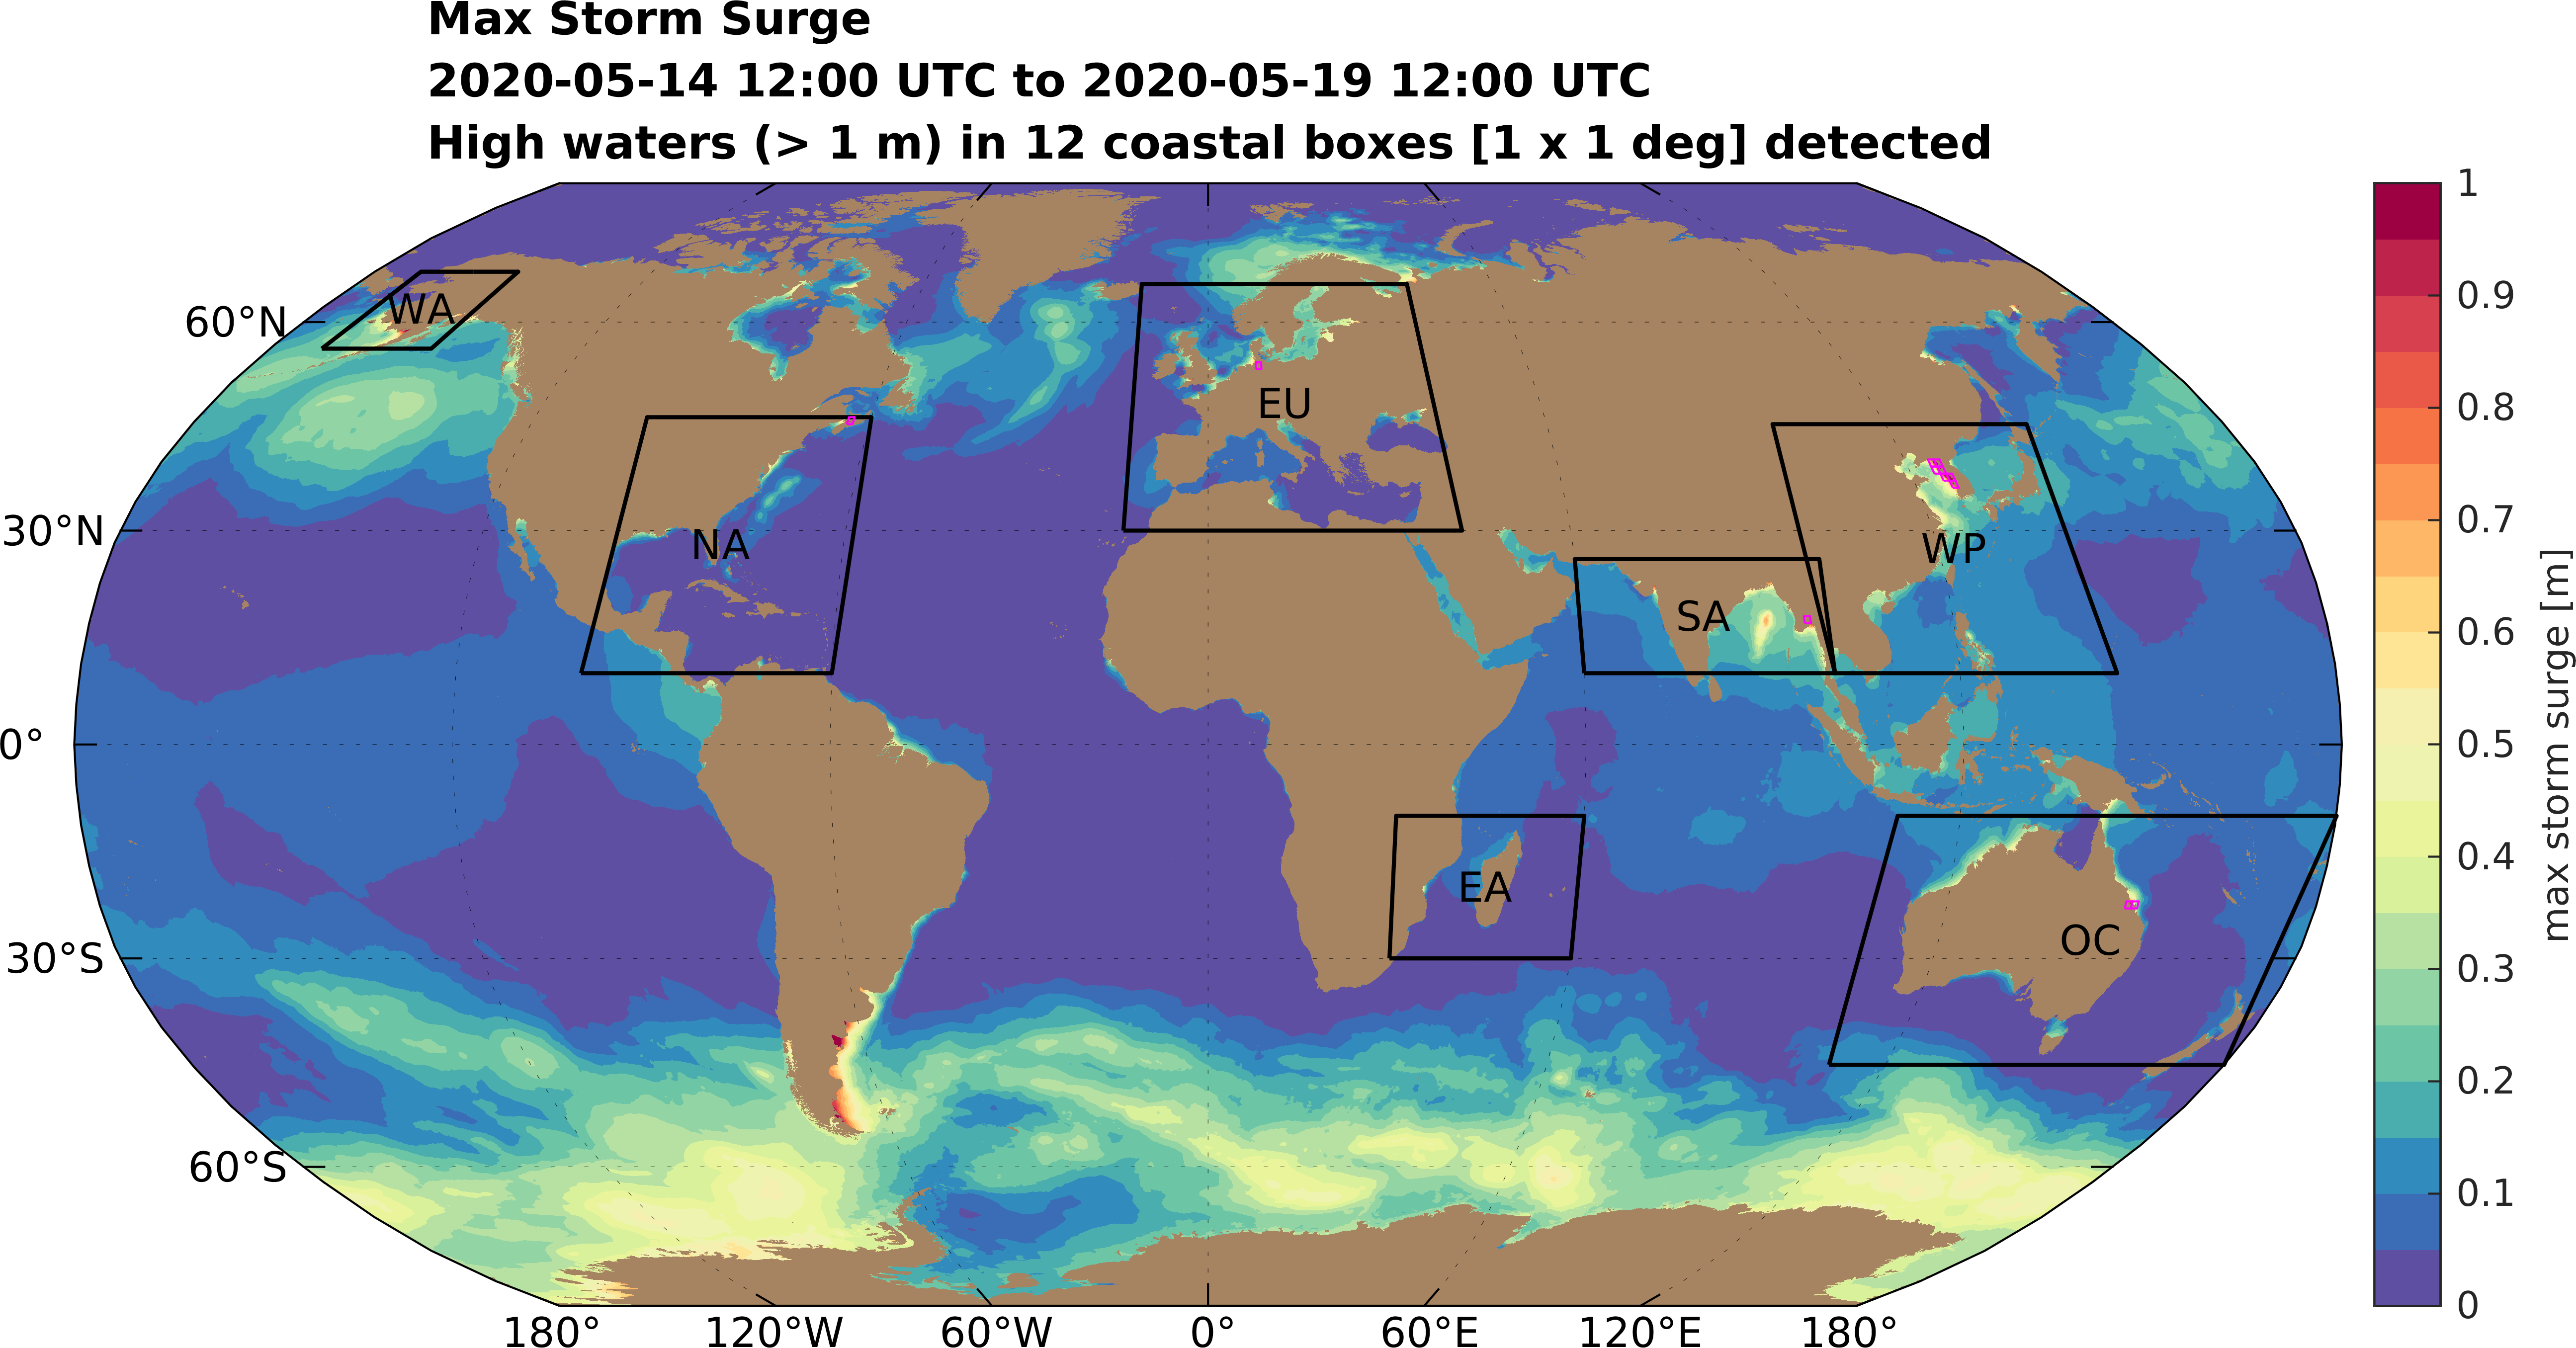 Max Storm Surge
2020-05-14 12:00 UTC to 2020-05-19 12:00 UTC
High waters (> 1 m) in 12 coastal boxes [1 x 1 deg] detected
60°N
30°N
0°
30°S
60°S
WA
NA
EU
SA
WP
EA
OC
180°
120°W
60°W
0°
60°E
120°E
180°
1
0.9
0.8
0.7
0.6
0.5
0.4
0.3
0.2
0.1
0
max storm surge [m]